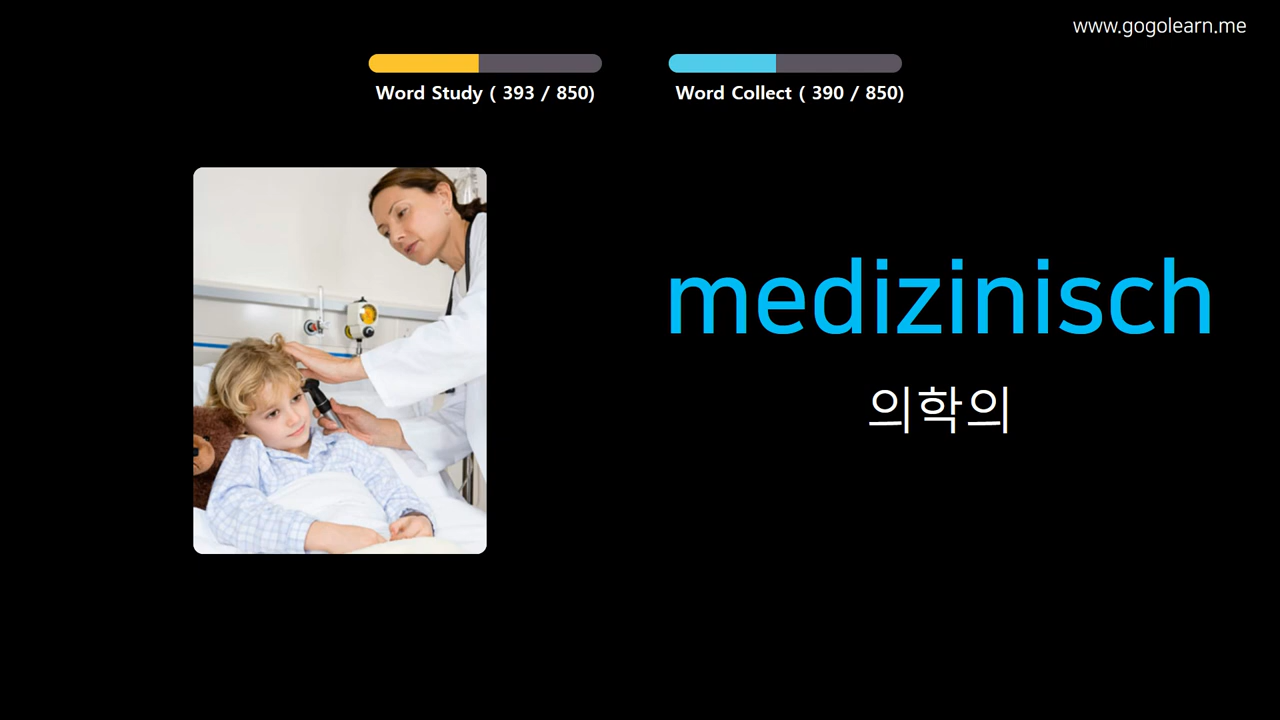 www.gogolearn.me
Word Study ( 393 / 850)
Word Collect ( 390 / 850)
medizinisch
의학의